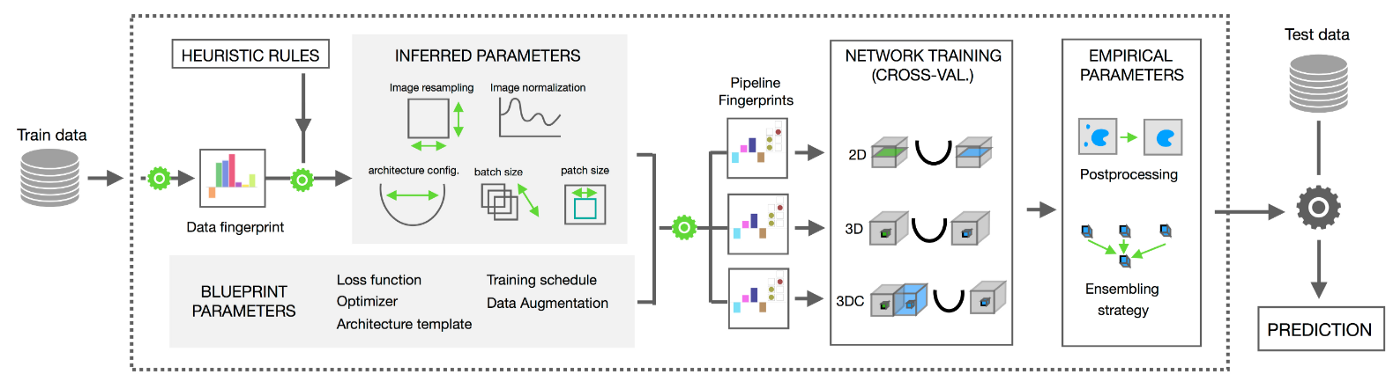 Train data
HEURISTIC RULES
Data fingerprint
INFERRED PARAMETERS
Image resampling
Image normalization
architecture config.
batch size
patch size
BLUEPRINT
PARAMETERS
Loss function
Optimizer
Architecture template
Training schedule
Data Augmentation
Pipeline
Fingerprints
NETWORK TRAINING
(CROSS-VAL.)
2D
3D
3DC
EMPIRICAL
PARAMETERS
Postprocessing
Ensembling
strategy
Test data
PREDICTION